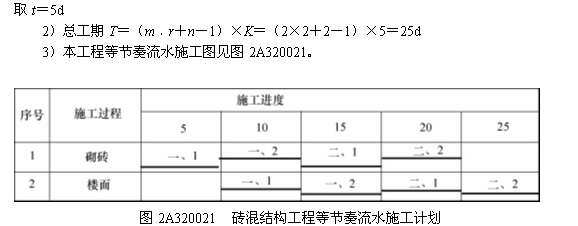 取 t=5d
2）总工期 T=（m．r+n-1）×K=（2×2+2-1）×5=25d
3）本工程等节奏流水施工图见图 2A320021。
序号 施工过程 施工进度
5 10 15 20 25
1 砌砖 一、1 一、2 二、1 二、2
2 楼面 一、1 一、2 二、1 二、2
图 2A320021 砖混结构工程等节奏流水施工计划